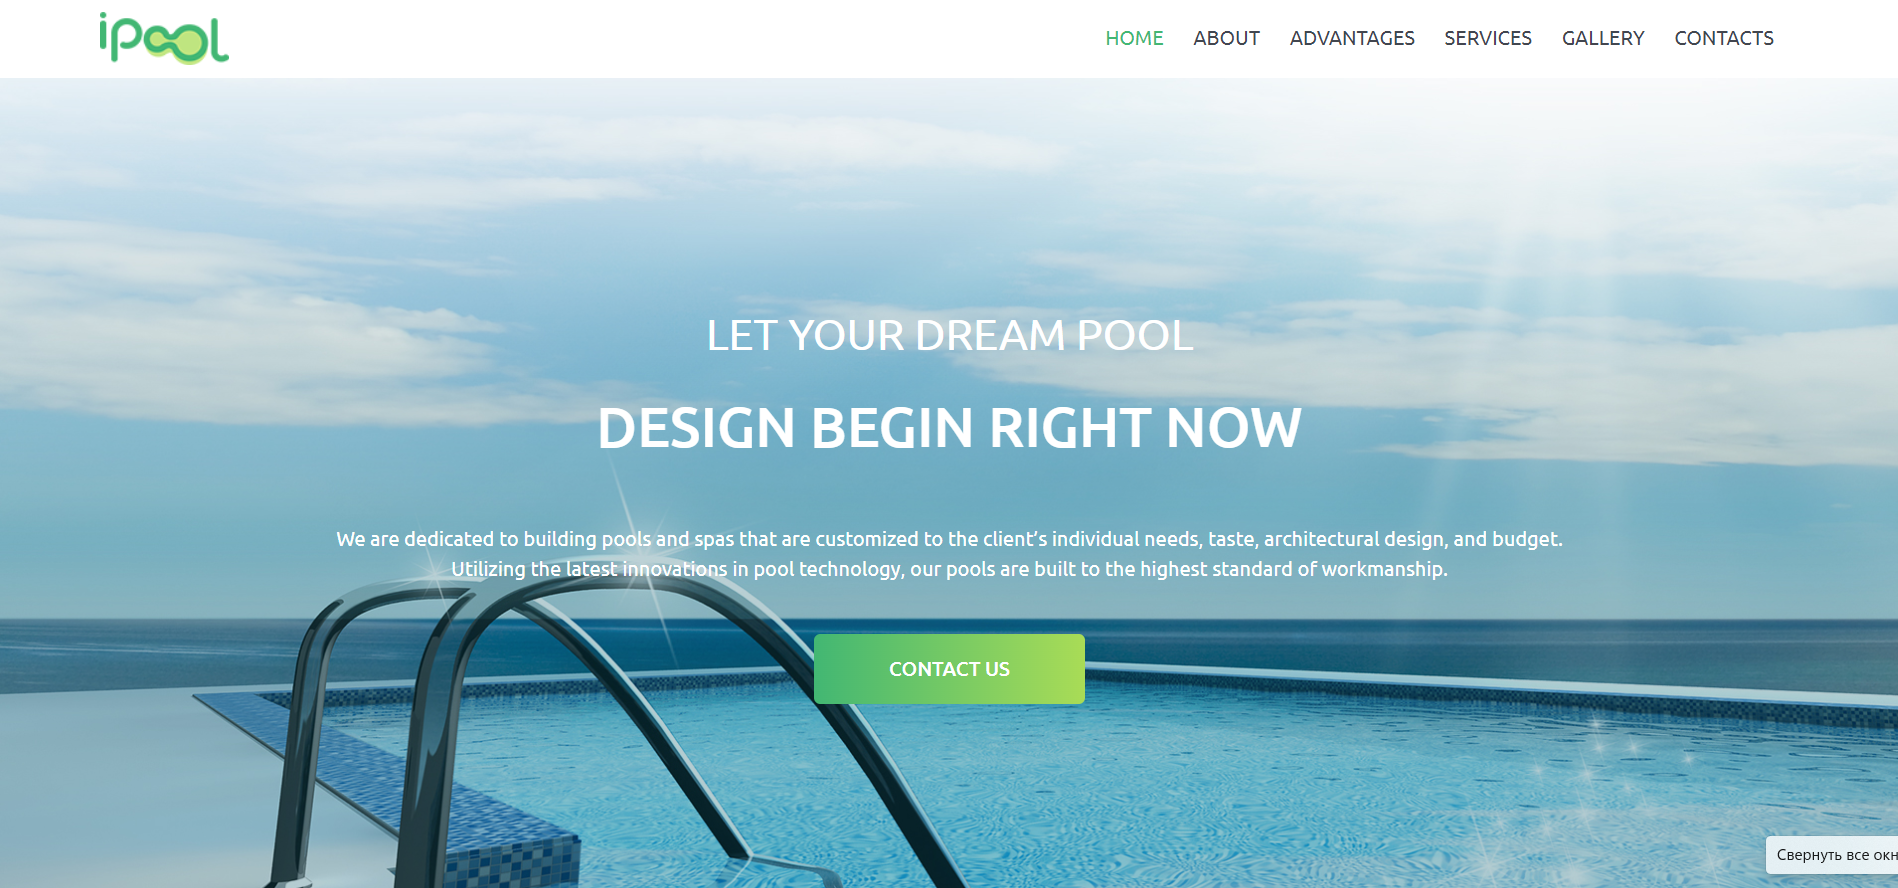 iPool
HOME ABOUT ADVANTAGES SERVICES GALLERY CONTACTS
LET YOUR DREAM POOL
DESIGN BEGIN RIGHT NOW
We are dedicated to building pools and spas that are customized to the client’s individual needs, taste, architectural design, and budget.
Utilizing the latest innovations in pool technology, our pools are built to the highest standard of workmanship.
CONTACT US
Свернуть все